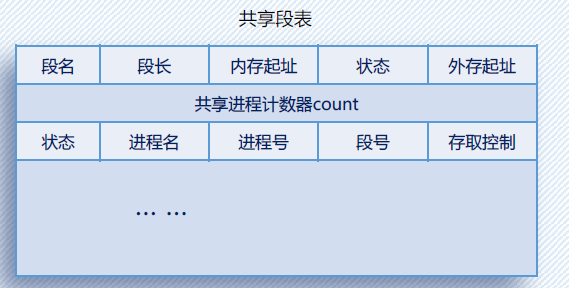 共享段表
段名 段长 内存起址 状态 外存起址
共享进程计数器count
状态 进程名 进程号 段号 存取控制
... ...